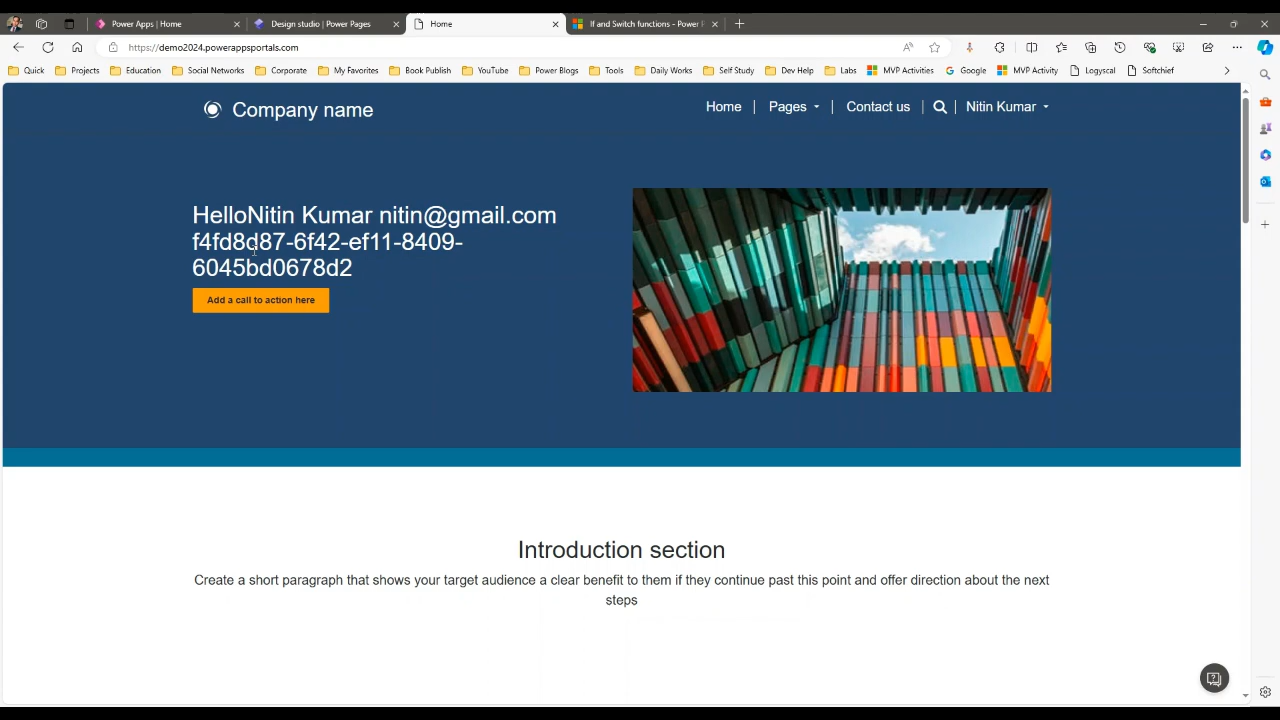 Power Apps | Home
Design studio | Power Pages
Home
If and Switch functions - Power P
https://demo2024.powerappsportals.com
Quick
Projects
Education
Social Networks
Corporate
My Favorites
Book Publish
YouTube
Power Blogs
Tools
Daily Works
Self Study
Dev Help
Labs
MVP Activities
Google
MVP Activity
Logyscal
Softchief
Company name
Home
Pages
Contact us
Nitin Kumar
HelloNitin Kumar nitin@gmail.com
f4fd8d87-6f42-ef11-8409-
6045bd0678d2
Add a call to action here
Introduction section
Create a short paragraph that shows your target audience a clear benefit to them if they continue past this point and offer direction about the next
steps